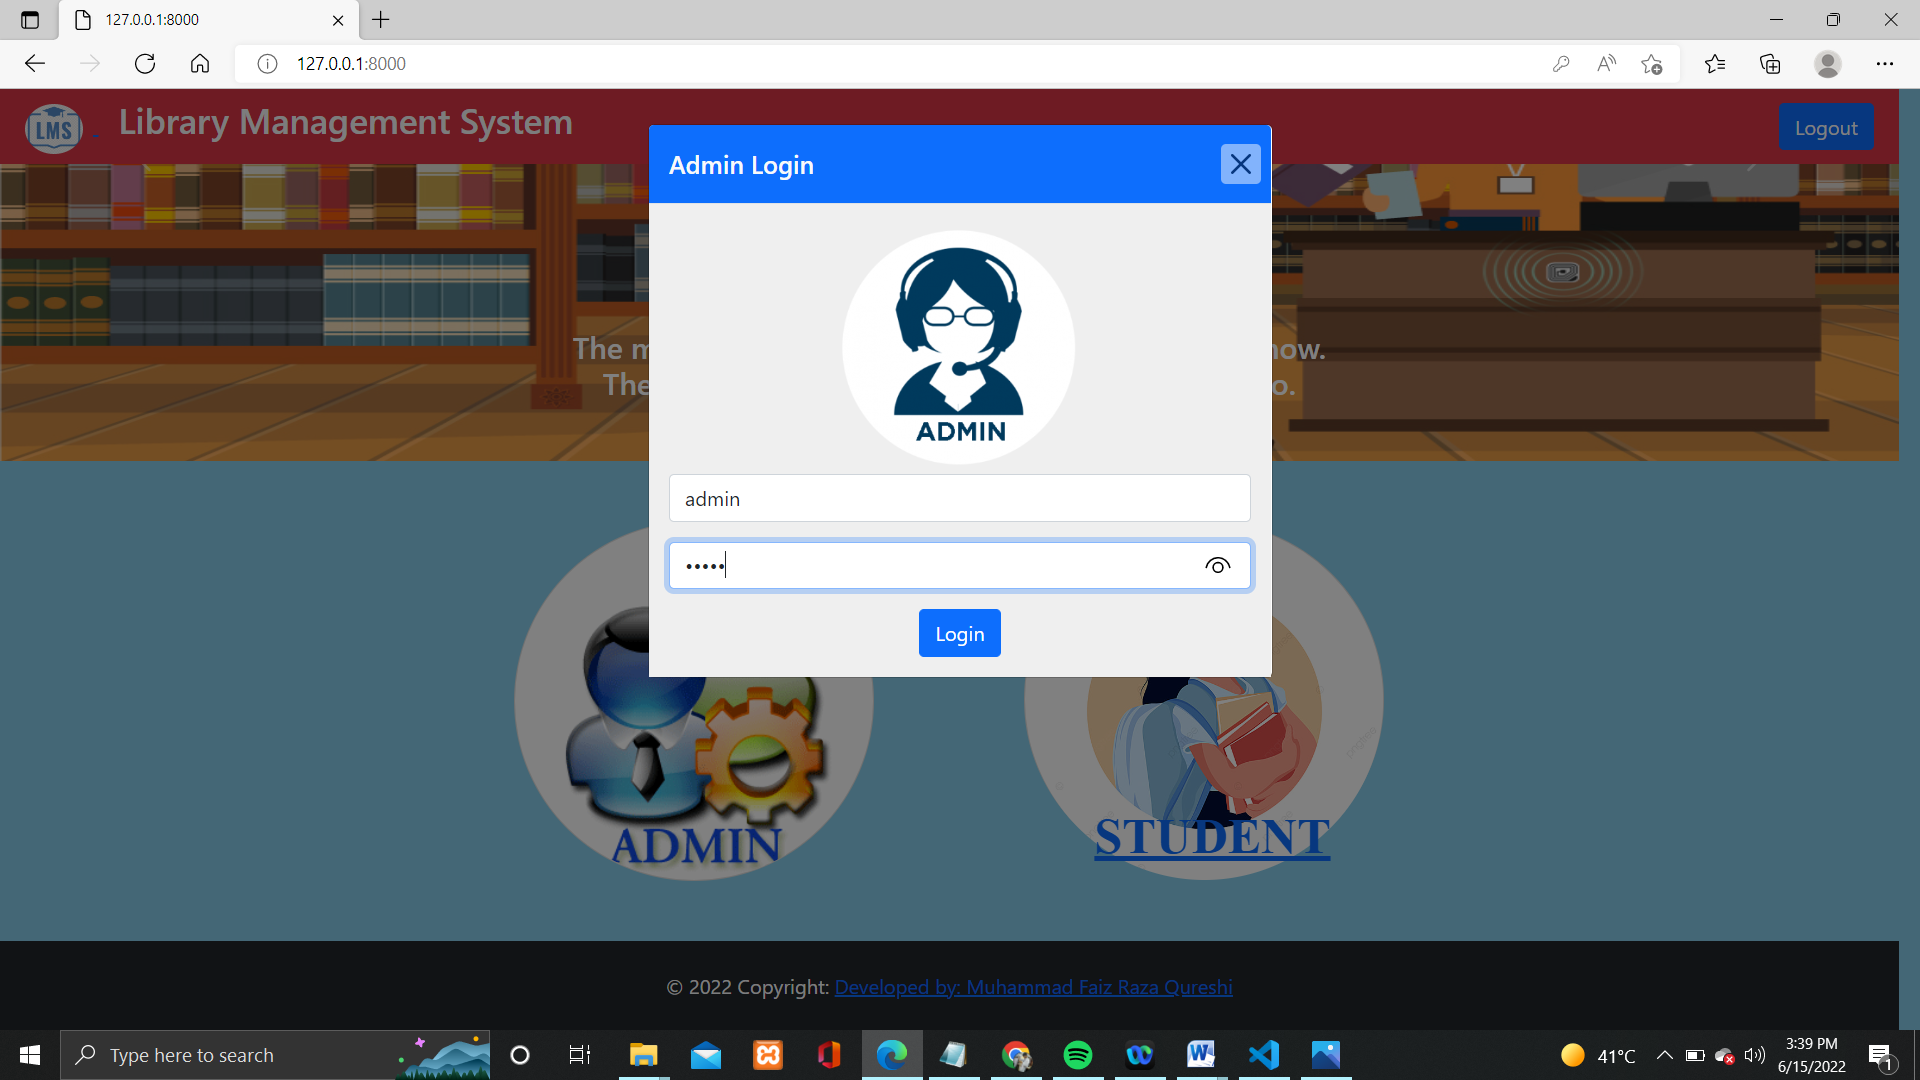 127.0.0.1:8000
127.0.0.1:8000
LMS
Library Management System
Logout
Admin Login
The m
now.
The
o.
ADMIN
admin
•••••
Login
ADMIN
STUDENT
© 2022 Copyright: Developed by: Muhammad Faiz Raza Qureshi
Type here to search
41°C
3:39 PM
6/15/2022
1